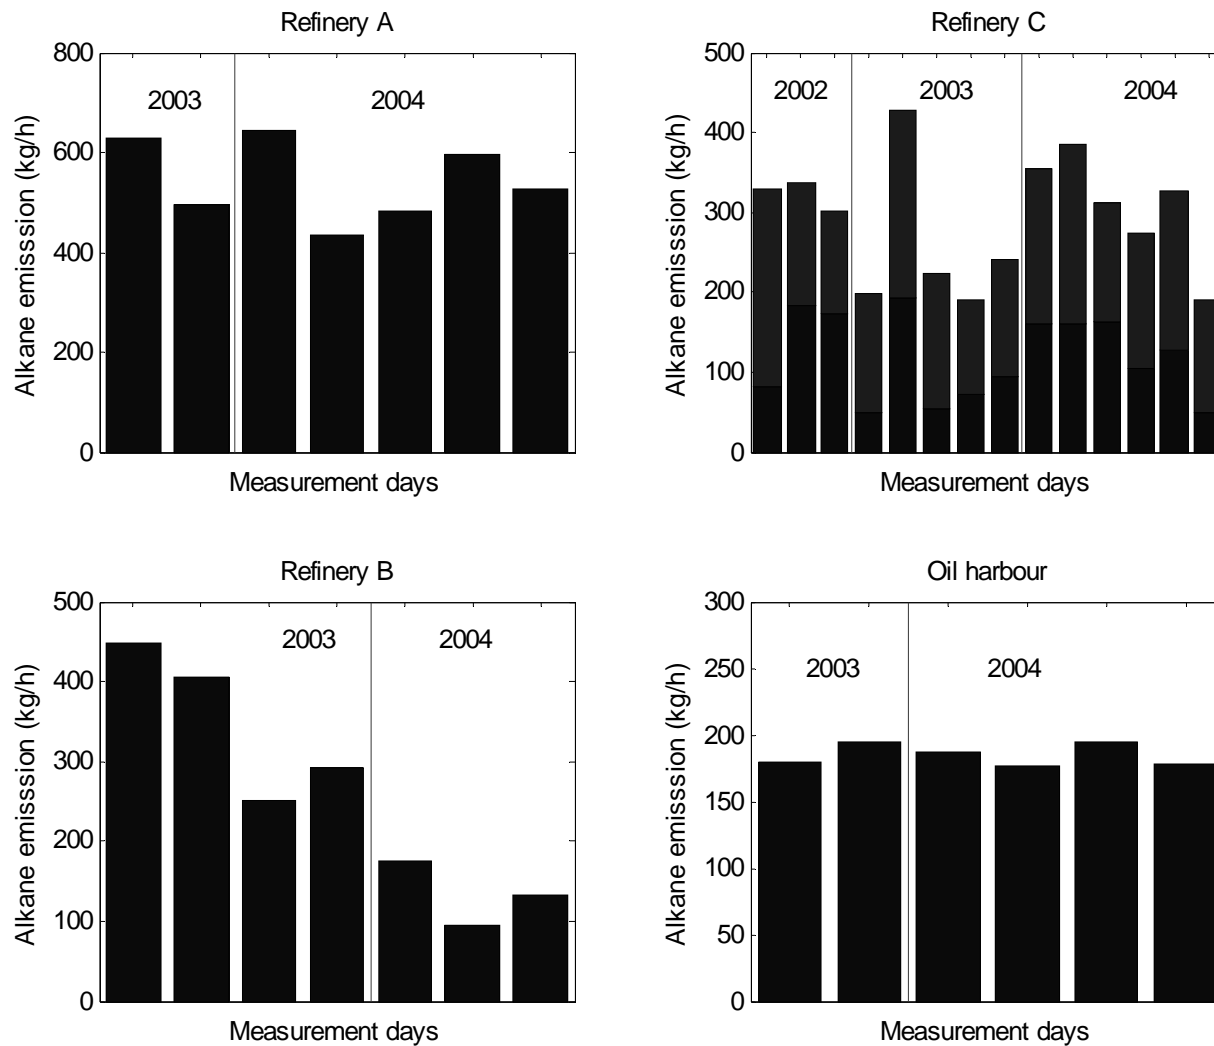 Refinery A
800
600
400
200
0
Alkane emisssion (kg/h)
2003
2004
Measurement days
Refinery C
500
400
300
200
100
0
Alkane emisssion (kg/h)
2002
2003
2004
Measurement days
Refinery B
500
400
300
200
100
0
Alkane emisssion (kg/h)
2003
2004
Measurement days
Oil harbour
300
250
200
150
100
50
0
Alkane emisssion (kg/h)
2003
2004
Measurement days